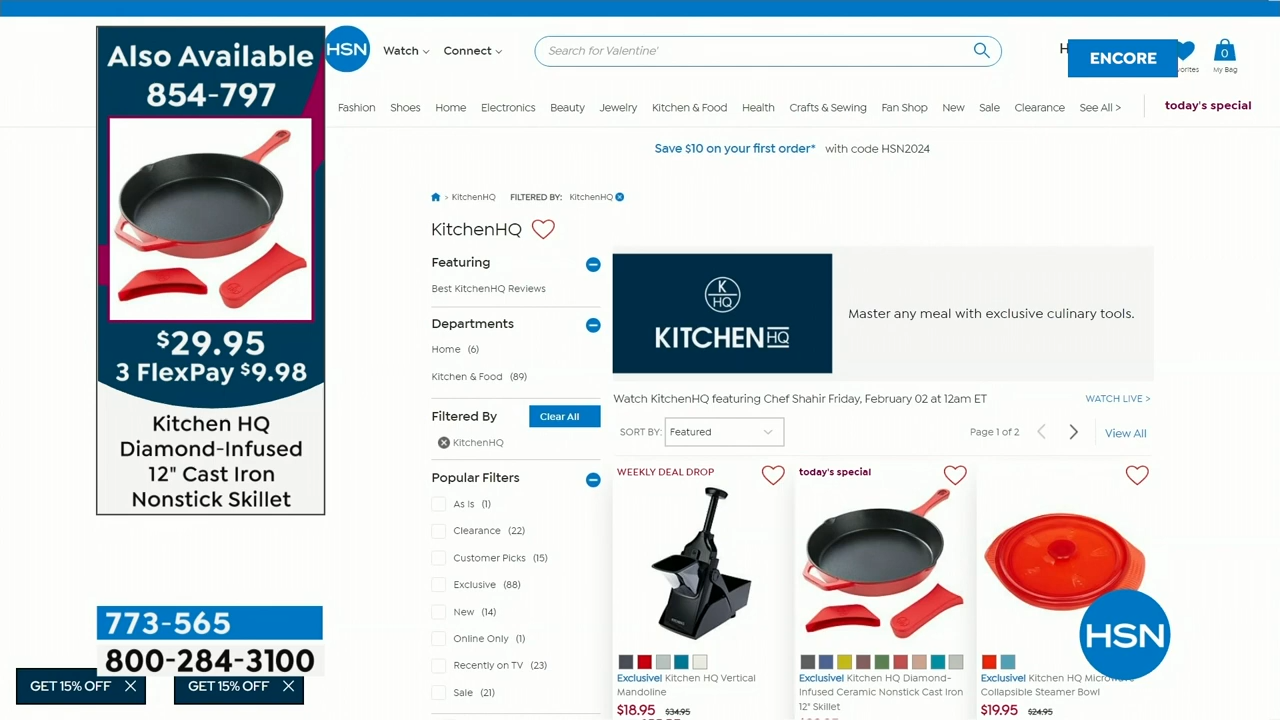 Also Available
854-797
$29.95
3 FlexPay $9.98
Kitchen HQ
Diamond-Infused
12" Cast Iron
Nonstick Skillet
773-565
800-284-3100
GET 15% OFF
GET 15% OFF
HSN
Watch
Connect
Search for Valentine'
ENCORE
0
My Bag
Fashion
Shoes
Home
Electronics
Beauty
Jewelry
Kitchen & Food
Health
Crafts & Sewing
Fan Shop
New
Sale
Clearance
See All >
today's special
Save $10 on your first order* with code HSN2024
> KitchenHQ FILTERED BY: KitchenHQ
KitchenHQ
Featuring
Best KitchenHQ Reviews
Departments
Home (6)
Kitchen & Food (89)
Filtered By
Clear All
KitchenHQ
Popular Filters
As Is (1)
Clearance (22)
Customer Picks (15)
Exclusive (88)
New (14)
Online Only (1)
Recently on TV (23)
Sale (21)
K
HQ
KITCHEN HQ
Master any meal with exclusive culinary tools.
Watch KitchenHQ featuring Chef Shahir Friday, February 02 at 12am ET
WATCH LIVE >
SORT BY: Featured
Page 1 of 2
View All
WEEKLY DEAL DROP
Exclusive! Kitchen HQ Vertical
Mandoline
$18.95 $34.95
today's special
Exclusive! Kitchen HQ Diamond-
Infused Ceramic Nonstick Cast Iron
12" Skillet
Exclusive! Kitchen HQ
Collapsible Steamer Bowl
$19.95 $24.95
HSN